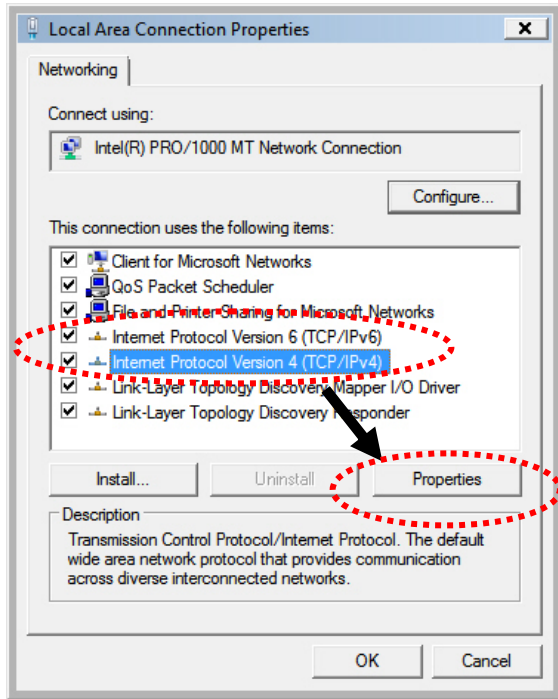 Local Area Connection Properties
Networking
Connect using:
Intel(R) PRO/1000 MT Network Connection
Configure...
This connection uses the following items:
Client for Microsoft Networks
QoS Packet Scheduler
File and Printer Sharing for Microsoft Networks
Internet Protocol Version 6 (TCP/IPv6)
Internet Protocol Version 4 (TCP/IPv4)
Link-Layer Topology Discovery Mapper I/O Driver
Link-Layer Topology Discovery Responder
Install... Uninstall Properties
Description
Transmission Control Protocol/Internet Protocol. The default
wide area network protocol that provides communication
across diverse interconnected networks.
OK Cancel